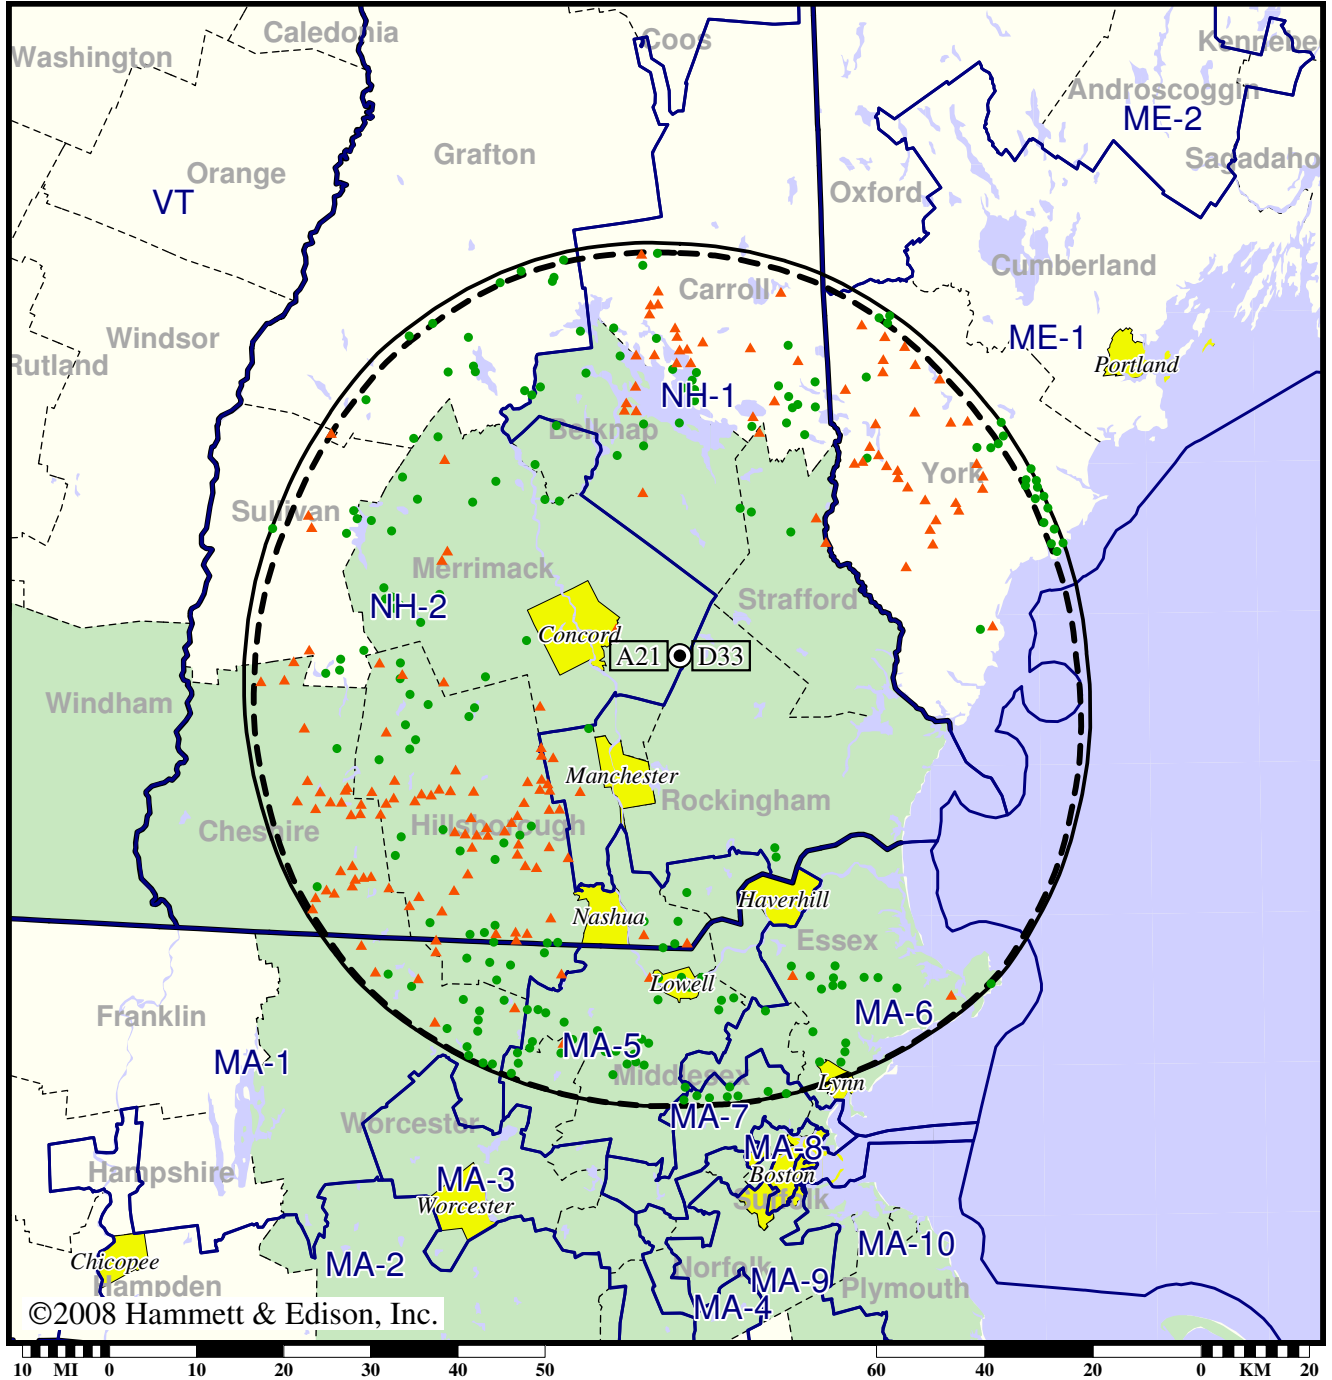 Caledonia
Coos
Kennebe
Washington
Androscoggin
ME-2
Grafton
Sagadaho
Orange
Oxford
VT
Cumberland
Carroll
Windsor
ME-1
Rutland
Portland
NH-1
Belknap
York
Sullivan
Merrimack
Strafford
NH-2
Concord
A21 D33
Windham
Manchester
Rockingham
Cheshire
Hillsborough
Haverhill
Nashua
Essex
Lowell
Franklin
MA-6
MA-5
MA-1
Middlesex
Lynn
MA-7
Worcester
MA-8
Hampshire
Boston
MA-3
Suffolk
Worcester
MA-10
Chicopee
MA-2
Norfolk
MA-9
Hampden
Plymouth
MA-4
©2008 Hammett & Edison, Inc.
10 MI 0 10 20 30 40 50 60 40 20 0 KM 20